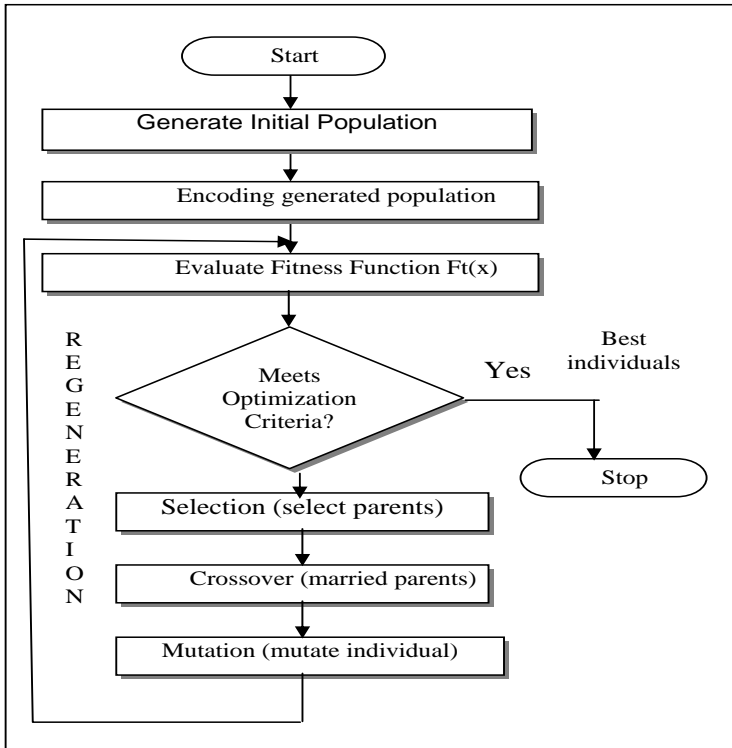 Start
Generate Initial Population
Encoding generated population
Evaluate Fitness Function Ft(x)
REGENERATION
Meets
Optimization
Criteria?
Yes
Best
individuals
Stop
Selection (select parents)
Crossover (married parents)
Mutation (mutate individual)